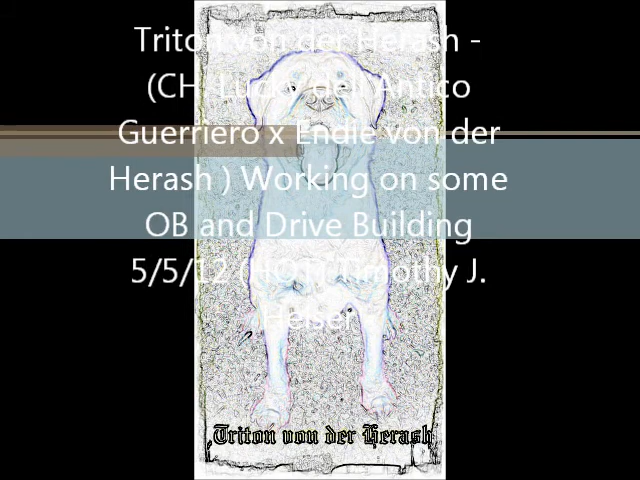 Triton von der Herash -
(CH. Lucky dell Antico
Guerriero x Endie von der
Herash ) Working on some
OB and Drive Building
5/5/12 (HOT) Timothy J.
Helser
Triton von der Herash